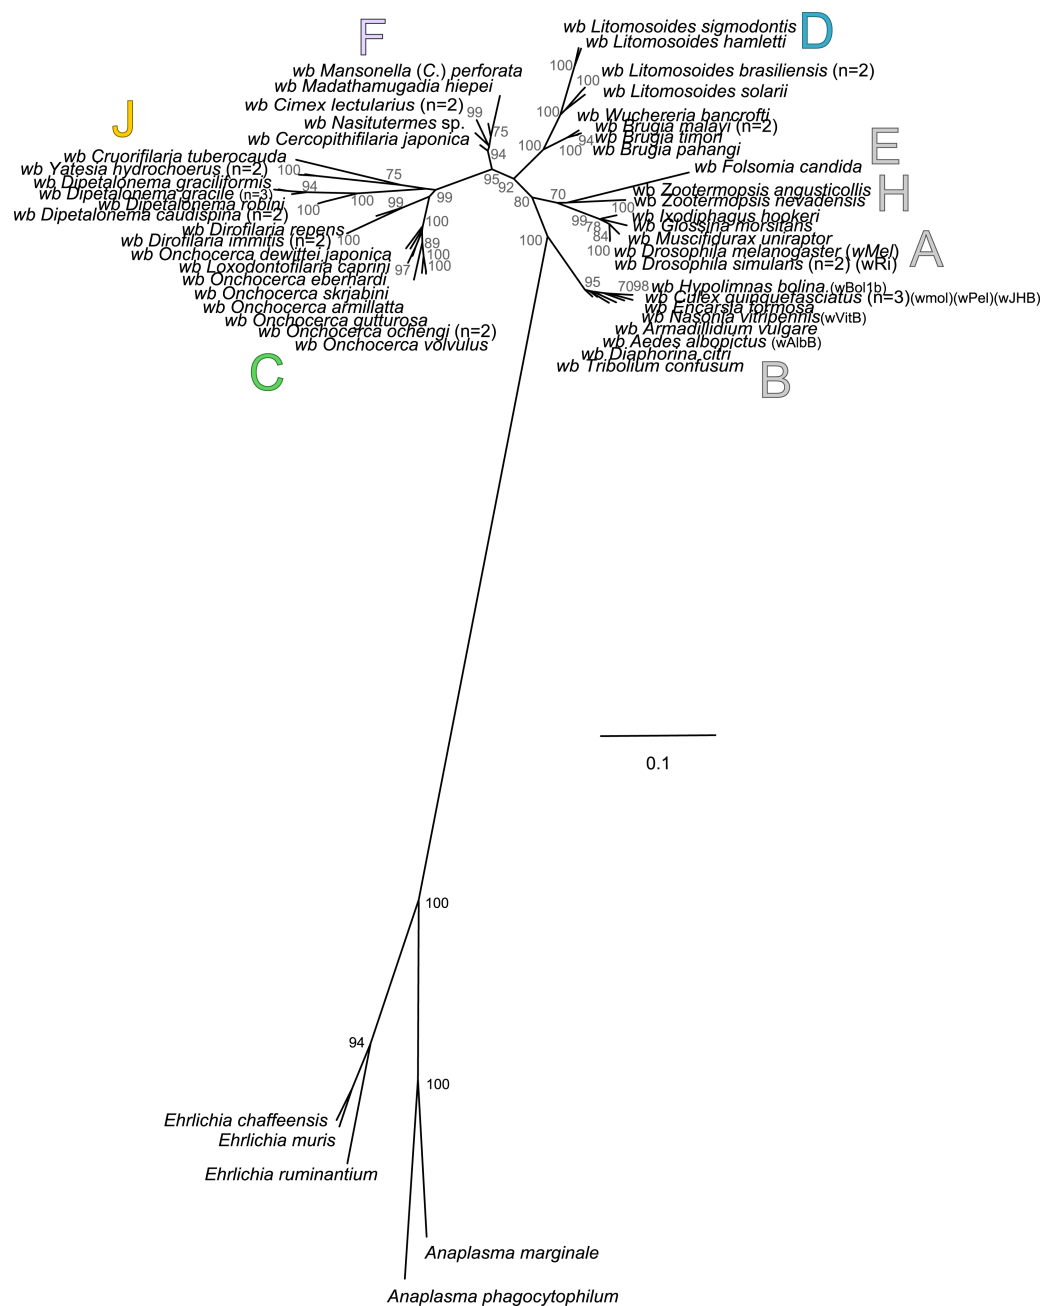 F
D
wb Litomosoides sigmodontis
wb Litomosoides hamletti
100
wb Litomosoides brasiliensis (n=2)
100
wb Litomosoides solarii
100
wb Mansonella (C.) perforata
wb Madathamugadia hiepei
wb Cimex lectularius (n=2)
99
wb Nasitutermes sp.
75
wb Cercopithifilaria japonica
94
wb Wuchereria bancrofti
wb Brugia malayi (n=2)
94
wb Brugia timori
100
100
wb Brugia pahangi
J
E
wb Cruorifilaria tuberocauda
wb Yatesia hydrochoerus (n=2)
100
75
wb Dipetalonema graciliformis
94
wb Dipetalonema gracile (n=3)
wb Dipetalonema robini
100
100
99
99
wb Dipetalonema caudispina (n=2)
95
92
80
wb Folsomia candida
70
H
wb Zootermopsis angusticollis
wb Zootermopsis nevadensis
100
wb Ixodiphagus hookeri
99
wb Glossina morsitans
78
wb Muscifidurax uniraptor
84
A
wb Drosophila melanogaster (wMel)
100
wb Drosophila simulans (n=2) (wRi)
100
wb Dirofilaria repens
wb Dirofilaria immitis (n=2)
100
100
wb Onchocerca dewittei japonica
89
100
wb Loxodontofilaria caprini
97
100
wb Onchocerca eberhardi
wb Onchocerca skrjabini
wb Onchocerca armillatta
wb Onchocerca gutturosa
wb Onchocerca ochengi (n=2)
wb Onchocerca volvulus
C
95
7098
wb Hypolimnas bolina (wBol1b)
wb Culex quinquefasciatus (n=3)(wmol)(wPel)(wJHB)
wb Encarsia formosa
wb Nasonia vitripennis(wVitB)
wb Armadillidium vulgare
wb Aedes albopictus (wAlbB)
wb Diaphorina citri
wb Tribolium confusum
B
0.1
100
94
100
Ehrlichia chaffeensis
Ehrlichia muris
Ehrlichia ruminantium
Anaplasma marginale
Anaplasma phagocytophilum